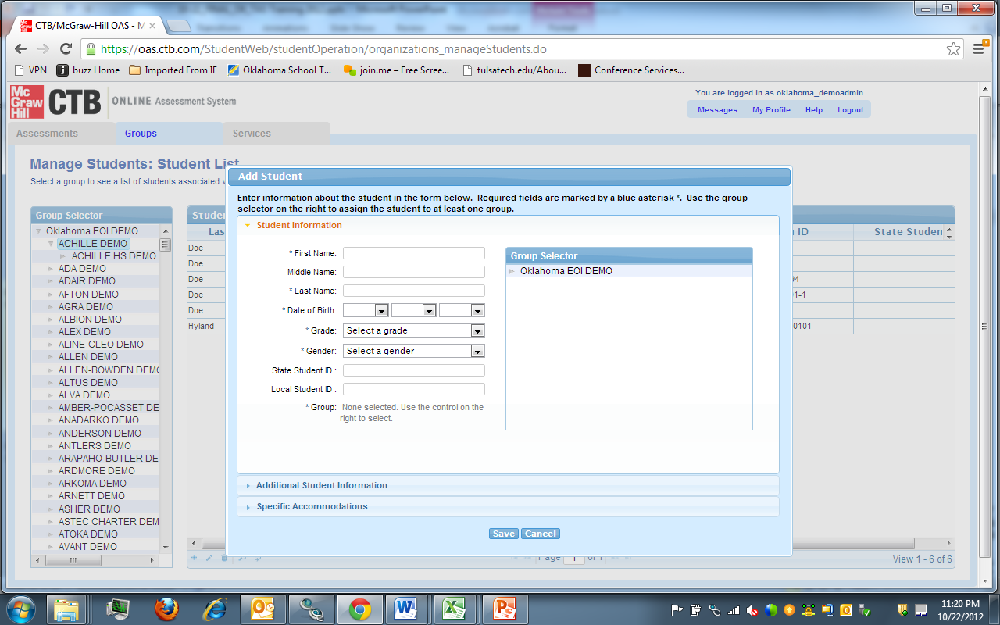 CTB/McGraw-Hill OAS - M
https://oas.ctb.com/StudentWeb/studentOperation/organizations_manageStudents.do
VPN
buzz Home
Imported From IE
Oklahoma School T...
join.me – Free Scree...
tulsatech.edu/Abou...
Conference Services...
Mc Graw Hill CTB ONLINE Assessment System
You are logged in as oklahoma_demoadmin
Messages My Profile Help Logout
Assessments Groups Services
Manage Students: Student List
Select a group to see a list of students associated
Group Selector
Oklahoma EOI DEMO
ACHILLE DEMO
ACHILLE HS DEMO
ADA DEMO
ADAIR DEMO
AFTON DEMO
AGRA DEMO
ALBION DEMO
ALEX DEMO
ALINE-CLEO DEMO
ALLEN DEMO
ALLEN-BOWDEN DEM
ALTUS DEMO
ALVA DEMO
AMBER-POCASSET DE
ANADARKO DEMO
ANDERSON DEMO
ANTLERS DEMO
ARAPAHO-BUTLER DE
ARDMORE DEMO
ARKOMA DEMO
ARNETT DEMO
ASHER DEMO
ASTEC CHARTER DEM
ATOKA DEMO
AVANT DEMO
Studen
Las
ID
State Studen
Doe
Doe
Doe
04
Doe
01-1
Doe
Hyland
0101
Add Student
Enter information about the student in the form below. Required fields are marked by a blue asterisk *. Use the group
selector on the right to assign the student to at least one group.
Student Information
* First Name:
Middle Name:
* Last Name:
* Date of Birth:
* Grade: Select a grade
* Gender: Select a gender
State Student ID :
Local Student ID :
* Group: None selected. Use the control on the
right to select.
Group Selector
Oklahoma EOI DEMO
Additional Student Information
Specific Accommodations
Save Cancel
Page 1 of 1
View 1 - 6 of 6
11:20 PM
10/22/2012